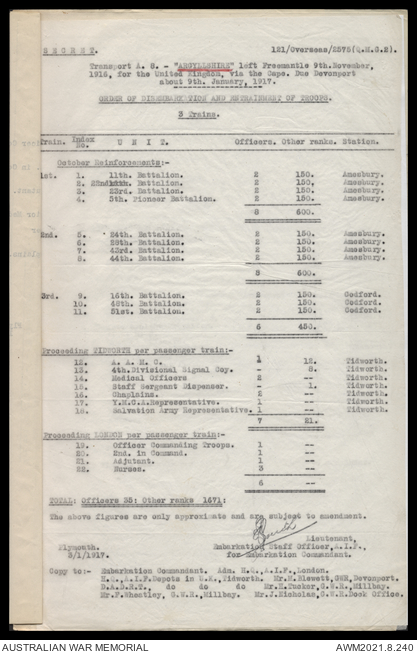 S E C R E T. 121/Overseas/2573(Q.M.G.2).
Transport A. 8. - "ARGYLLSHIRE" left Freemantle 9th.November,
1916, for the United Kingdom, via the Cape. Due Devonport
about 9th. January, 1917.
ORDER OF DISEMBARKATION AND ENTRAINMENT OF TROOPS.
3 Trains.
Train. Index No. U N I T. Officers. Other ranks. Station.
October Reinforcements:-
1st. 1. 11th. Battalion. 2 150. Amesbury.
2. Battalion. 2 150. Amesbury.
3. 23rd. Battalion. 2 150. Amesbury.
4. 5th. Pioneer Battalion. 2 150. Amesbury.
8 600.
2nd. 5. 24th. Battalion. 2 150. Amesbury.
6. 28th. Battalion. 2 150. Amesbury.
7. 43rd. Battalion. 2 150. Amesbury.
8. 44th. Battalion. 2 150. Amesbury.
8 600.
3rd. 9. 16th. Battalion. 2 150. Codford.
10. 48th. Battalion. 2 150. Codford.
11. 51st. Battalion. 2 150. Codford.
6 450.
Proceeding TIDWORTH per passenger train:-
12. A. A. M. C. 1 12. Tidworth.
13. 4th.Divisional Signal Coy. - 8. Tidworth.
14. Medical Officers 2 -- Tidworth.
15. Staff Sergeant Dispenser. - 1. Tidworth.
16. Chaplains. 2 -- Tidworth.
17. Y.M.C.A.Representative. 1 -- Tidworth.
18. Salvation Army Representative. 1 -- Tidworth.
7 21.
Proceeding LONDON per passenger train:-
19. Officer Commanding Troops. 1 --
20. 2nd. in Command. 1 --
21. Adjutant. 1 --
22. Nurses. 3 --
6 --
TOTAL: Officers 35: Other ranks 1671:
The above figures are only approximate and are subject to amendment.
Lieutenant,
Plymouth. Embarkation Staff Officer,A.I.F.,
3/1/1917. for Embarkation Commandant.
Copy to:- Embarkation Commandant. Adn. H.Q.,A.I.F.,London.
H.Q.,A.I.F.Depots in U.K.,Tidworth. Mr.M.Blewett,GWR,Devonport.
D.A.D.R.T., do do do Mr.E.Tucker,G.W.R.,Millbay.
Mr.F.Wheatley, G.W.R.,Millbay. Mr.J.Nicholas,G.W.R.Dock Office.
AUSTRALIAN WAR MEMORIAL AWM2021.8.246